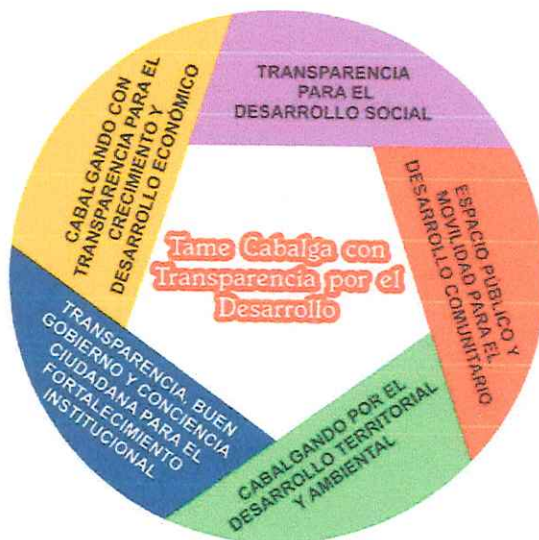 TRANSPARENCIA
PARA EL
DESARROLLO SOCIAL
ESPACIO PÚBLICO Y
MOVILIDAD PARA EL
DESARROLLO COMUNITARIO
CABALGANDO POR EL
DESARROLLO TERRITORIAL
Y AMBIENTAL
TRANSPARENCIA, BUEN
GOBIERNO Y CONCIENCIA
CIUDADANA PARA EL
FORTALECIMIENTO
INSTITUCIONAL
CABALGANDO CON
TRANSPARENCIA PARA EL
CRECIMIENTO Y
DESARROLLO ECONÓMICO
Tame Cabalga con
Transparencia por el
Desarrollo